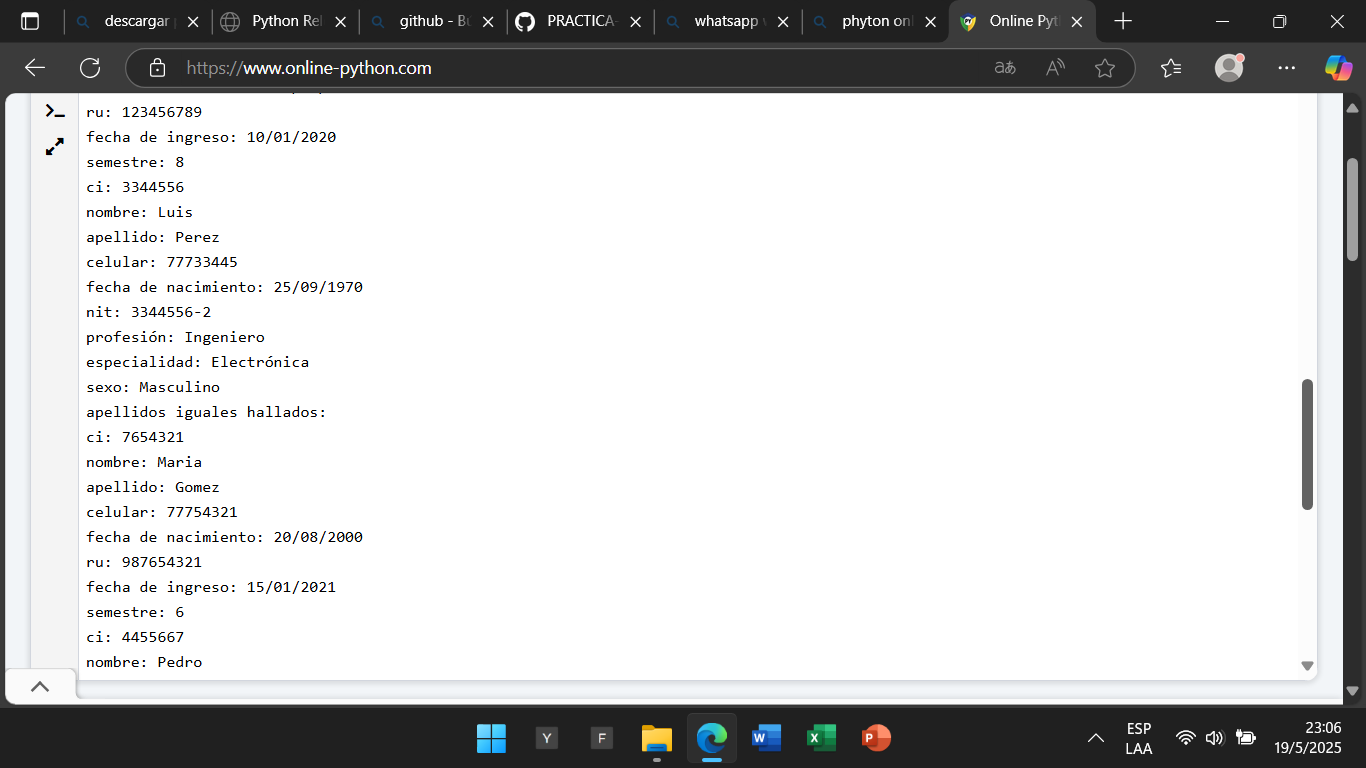 descargar
Python Rel
github - Bú
PRACTICA-
whatsapp w
phyton onl
Online Pyt
https://www.online-python.com
ru: 123456789
fecha de ingreso: 10/01/2020
semestre: 8
ci: 3344556
nombre: Luis
apellido: Perez
celular: 77733445
fecha de nacimiento: 25/09/1970
nit: 3344556-2
profesión: Ingeniero
especialidad: Electrónica
sexo: Masculino
apellidos iguales hallados:
ci: 7654321
nombre: Maria
apellido: Gomez
celular: 77754321
fecha de nacimiento: 20/08/2000
ru: 987654321
fecha de ingreso: 15/01/2021
semestre: 6
ci: 4455667
nombre: Pedro
Y
F
ESP
LAA
23:06
19/5/2025